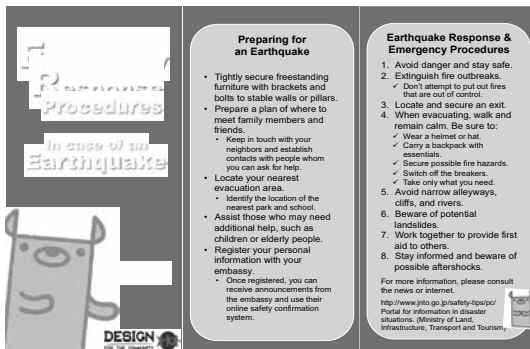 Response
Procedures
In case of an
Earthquake
DESIGN
FOR THE COMMUNITY
Preparing for
an Earthquake
• Tightly secure freestanding
furniture with brackets and
bolts to stable walls or pillars.
• Prepare a plan of where to
meet family members and
friends.
• Keep in touch with your
neighbors and establish
contacts with people whom
you can ask for help.
• Locate your nearest
evacuation area.
• Identify the location of the
nearest park and school.
• Assist those who may need
additional help, such as
children or elderly people.
• Register your personal
information with your
embassy.
• Once registered, you can
receive announcements from
the embassy and use their
online safety confirmation
system.
Earthquake Response &
Emergency Procedures
1. Avoid danger and stay safe.
2. Extinguish fire outbreaks.
✓ Don't attempt to put out fires
that are out of control.
3. Locate and secure an exit.
4. When evacuating, walk and
remain calm. Be sure to:
✓ Wear a helmet or hat.
✓ Carry a backpack with
essentials.
✓ Secure possible fire hazards.
✓ Switch off the breakers.
✓ Take only what you need.
5. Avoid narrow alleyways,
cliffs, and rivers.
6. Beware of potential
landslides.
7. Work together to provide first
aid to others.
8. Stay informed and beware of
possible aftershocks.
For more information, please consult
the news or internet.
http://www.jnto.go.jp/safety-tips/pc/
Portal for information in disaster
situations. (Ministry of Land,
Infrastructure, Transport and Tourism)